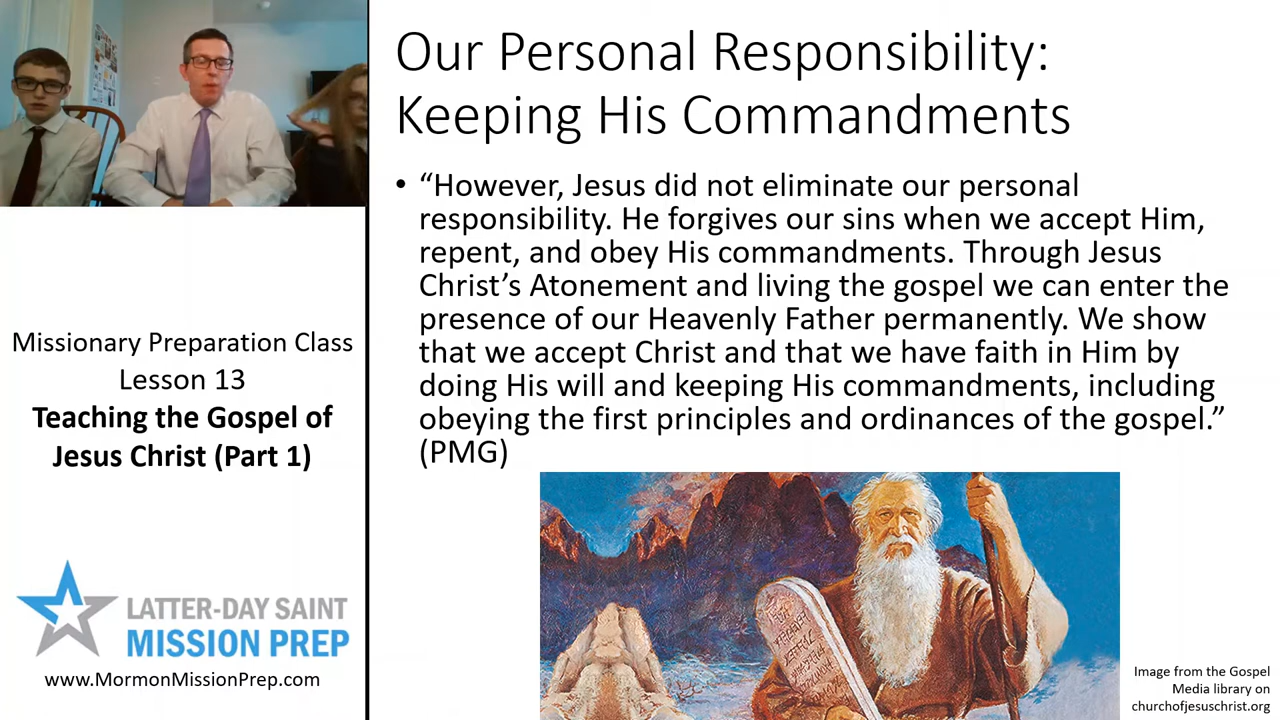 Our Personal Responsibility:
Keeping His Commandments
• “However, Jesus did not eliminate our personal
responsibility. He forgives our sins when we accept Him,
repent, and obey His commandments. Through Jesus
Christ’s Atonement and living the gospel we can enter the
presence of our Heavenly Father permanently. We show
that we accept Christ and that we have faith in Him by
doing His will and keeping His commandments, including
obeying the first principles and ordinances of the gospel.”
(PMG)
Missionary Preparation Class
Lesson 13
Teaching the Gospel of
Jesus Christ (Part 1)
LATTER-DAY SAINT
MISSION PREP
www.MormonMissionPrep.com
Image from the Gospel
Media library on
churchofjesuschrist.org